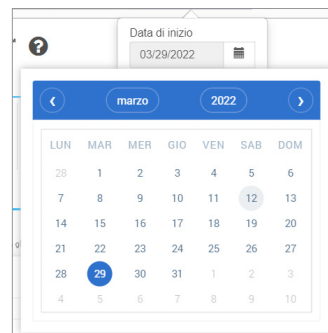 Data di inizio
?
03/29/2022
marzo 2022
LUN MAR MER GIO VEN SAB DOM
28 1 2 3 4 5 6
7 8 9 10 11 12 13
14 15 16 17 18 19 20
21 22 23 24 25 26 27
28 29 30 31 1 2 3
4 5 6 7 8 9 10